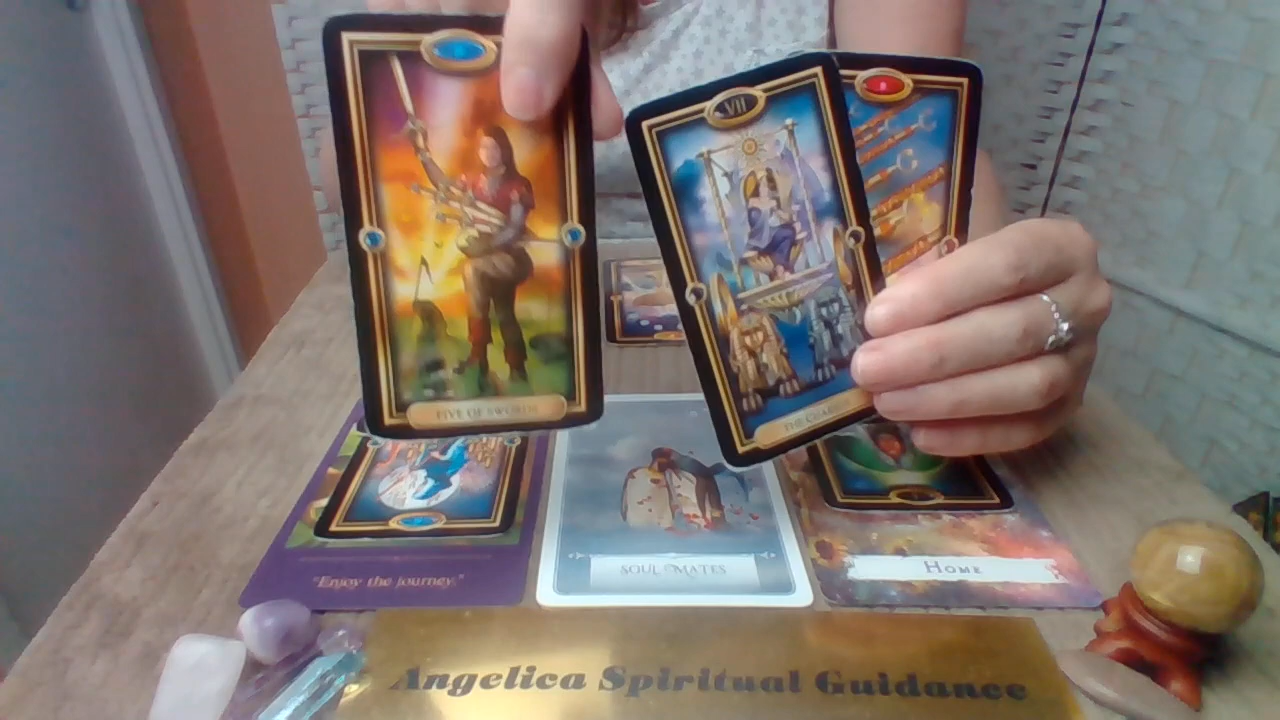 VII
FIVE OF SWORDS
THE CHARIOT
"Enjoy the journey."
SOUL MATES
HOME
Angelica Spiritual Guidance